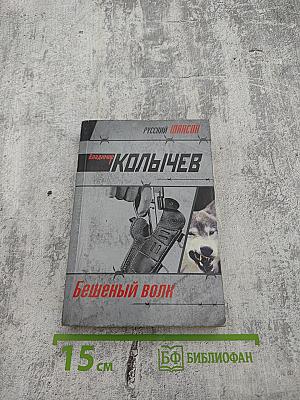 РУССКИЙ ШАНСОН
Владимир
КОЛЫЧЕВ
Бешеный волк
15 см
БФ БИБЛИОФАН